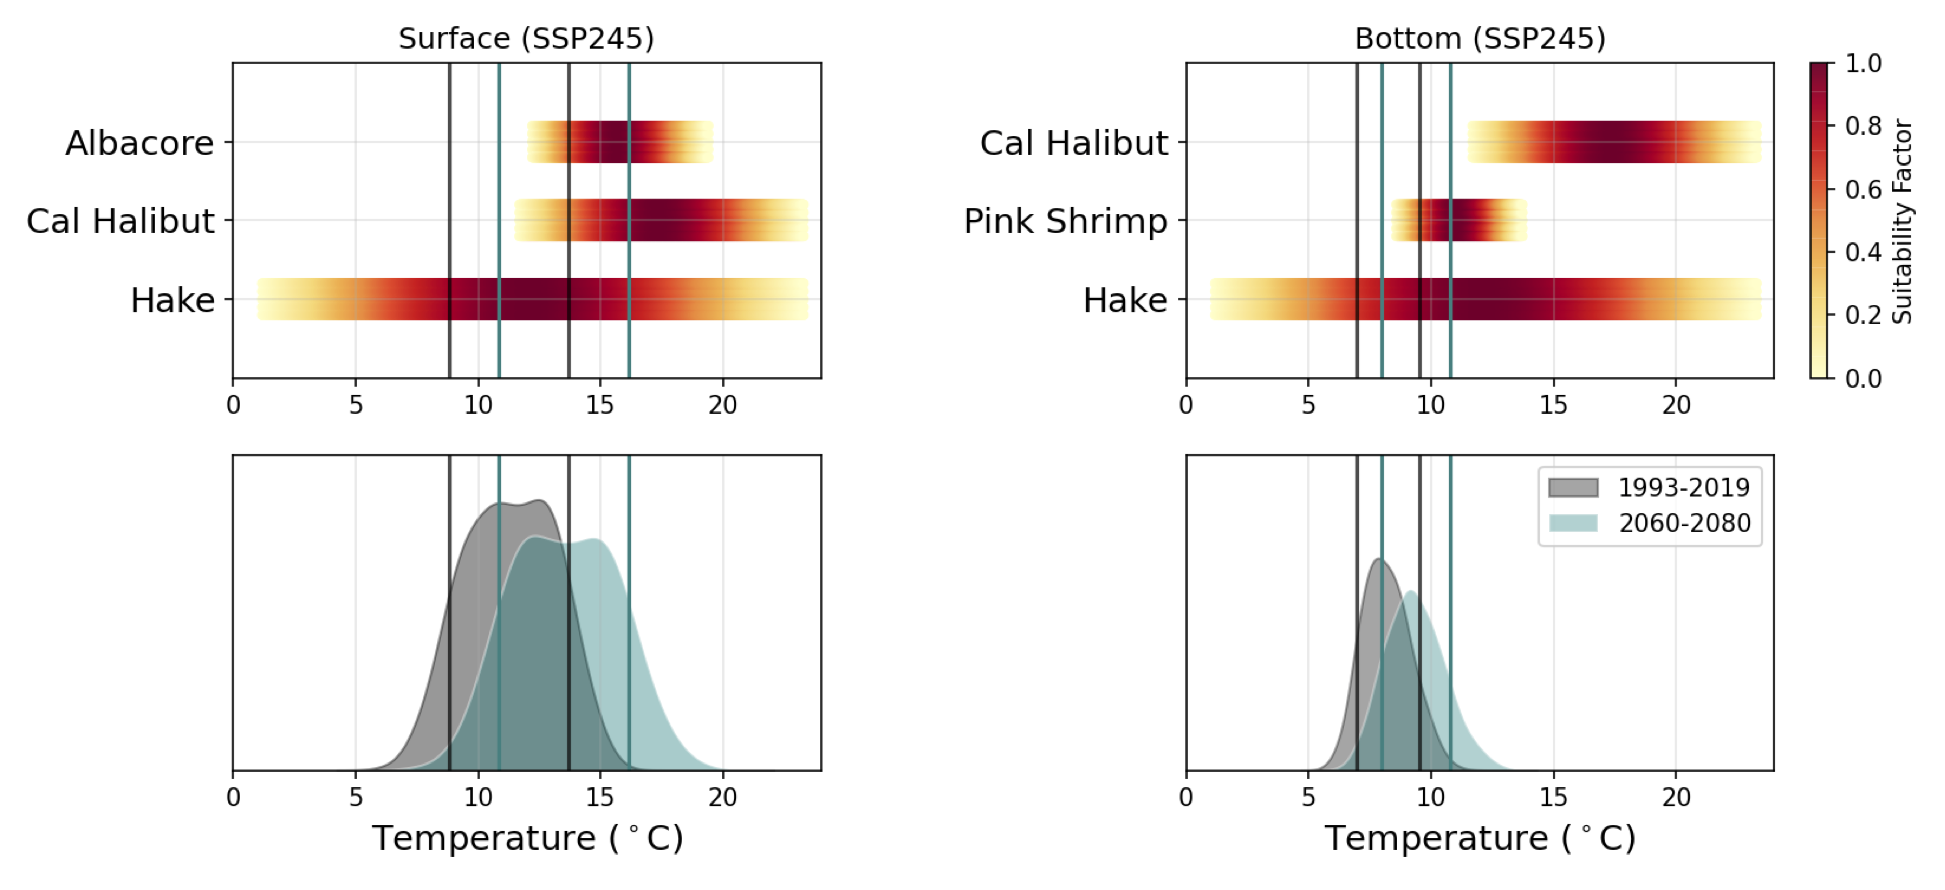 Surface (SSP245)
Albacore
Cal Halibut
Hake
0 5 10 15 20
Bottom (SSP245)
Cal Halibut
Pink Shrimp
Hake
0 5 10 15 20
1.0
0.8
0.6
0.4
0.2
0.0
Suitability Factor
0 5 10 15 20
Temperature (°C)
1993-2019
2060-2080
0 5 10 15 20
Temperature (°C)